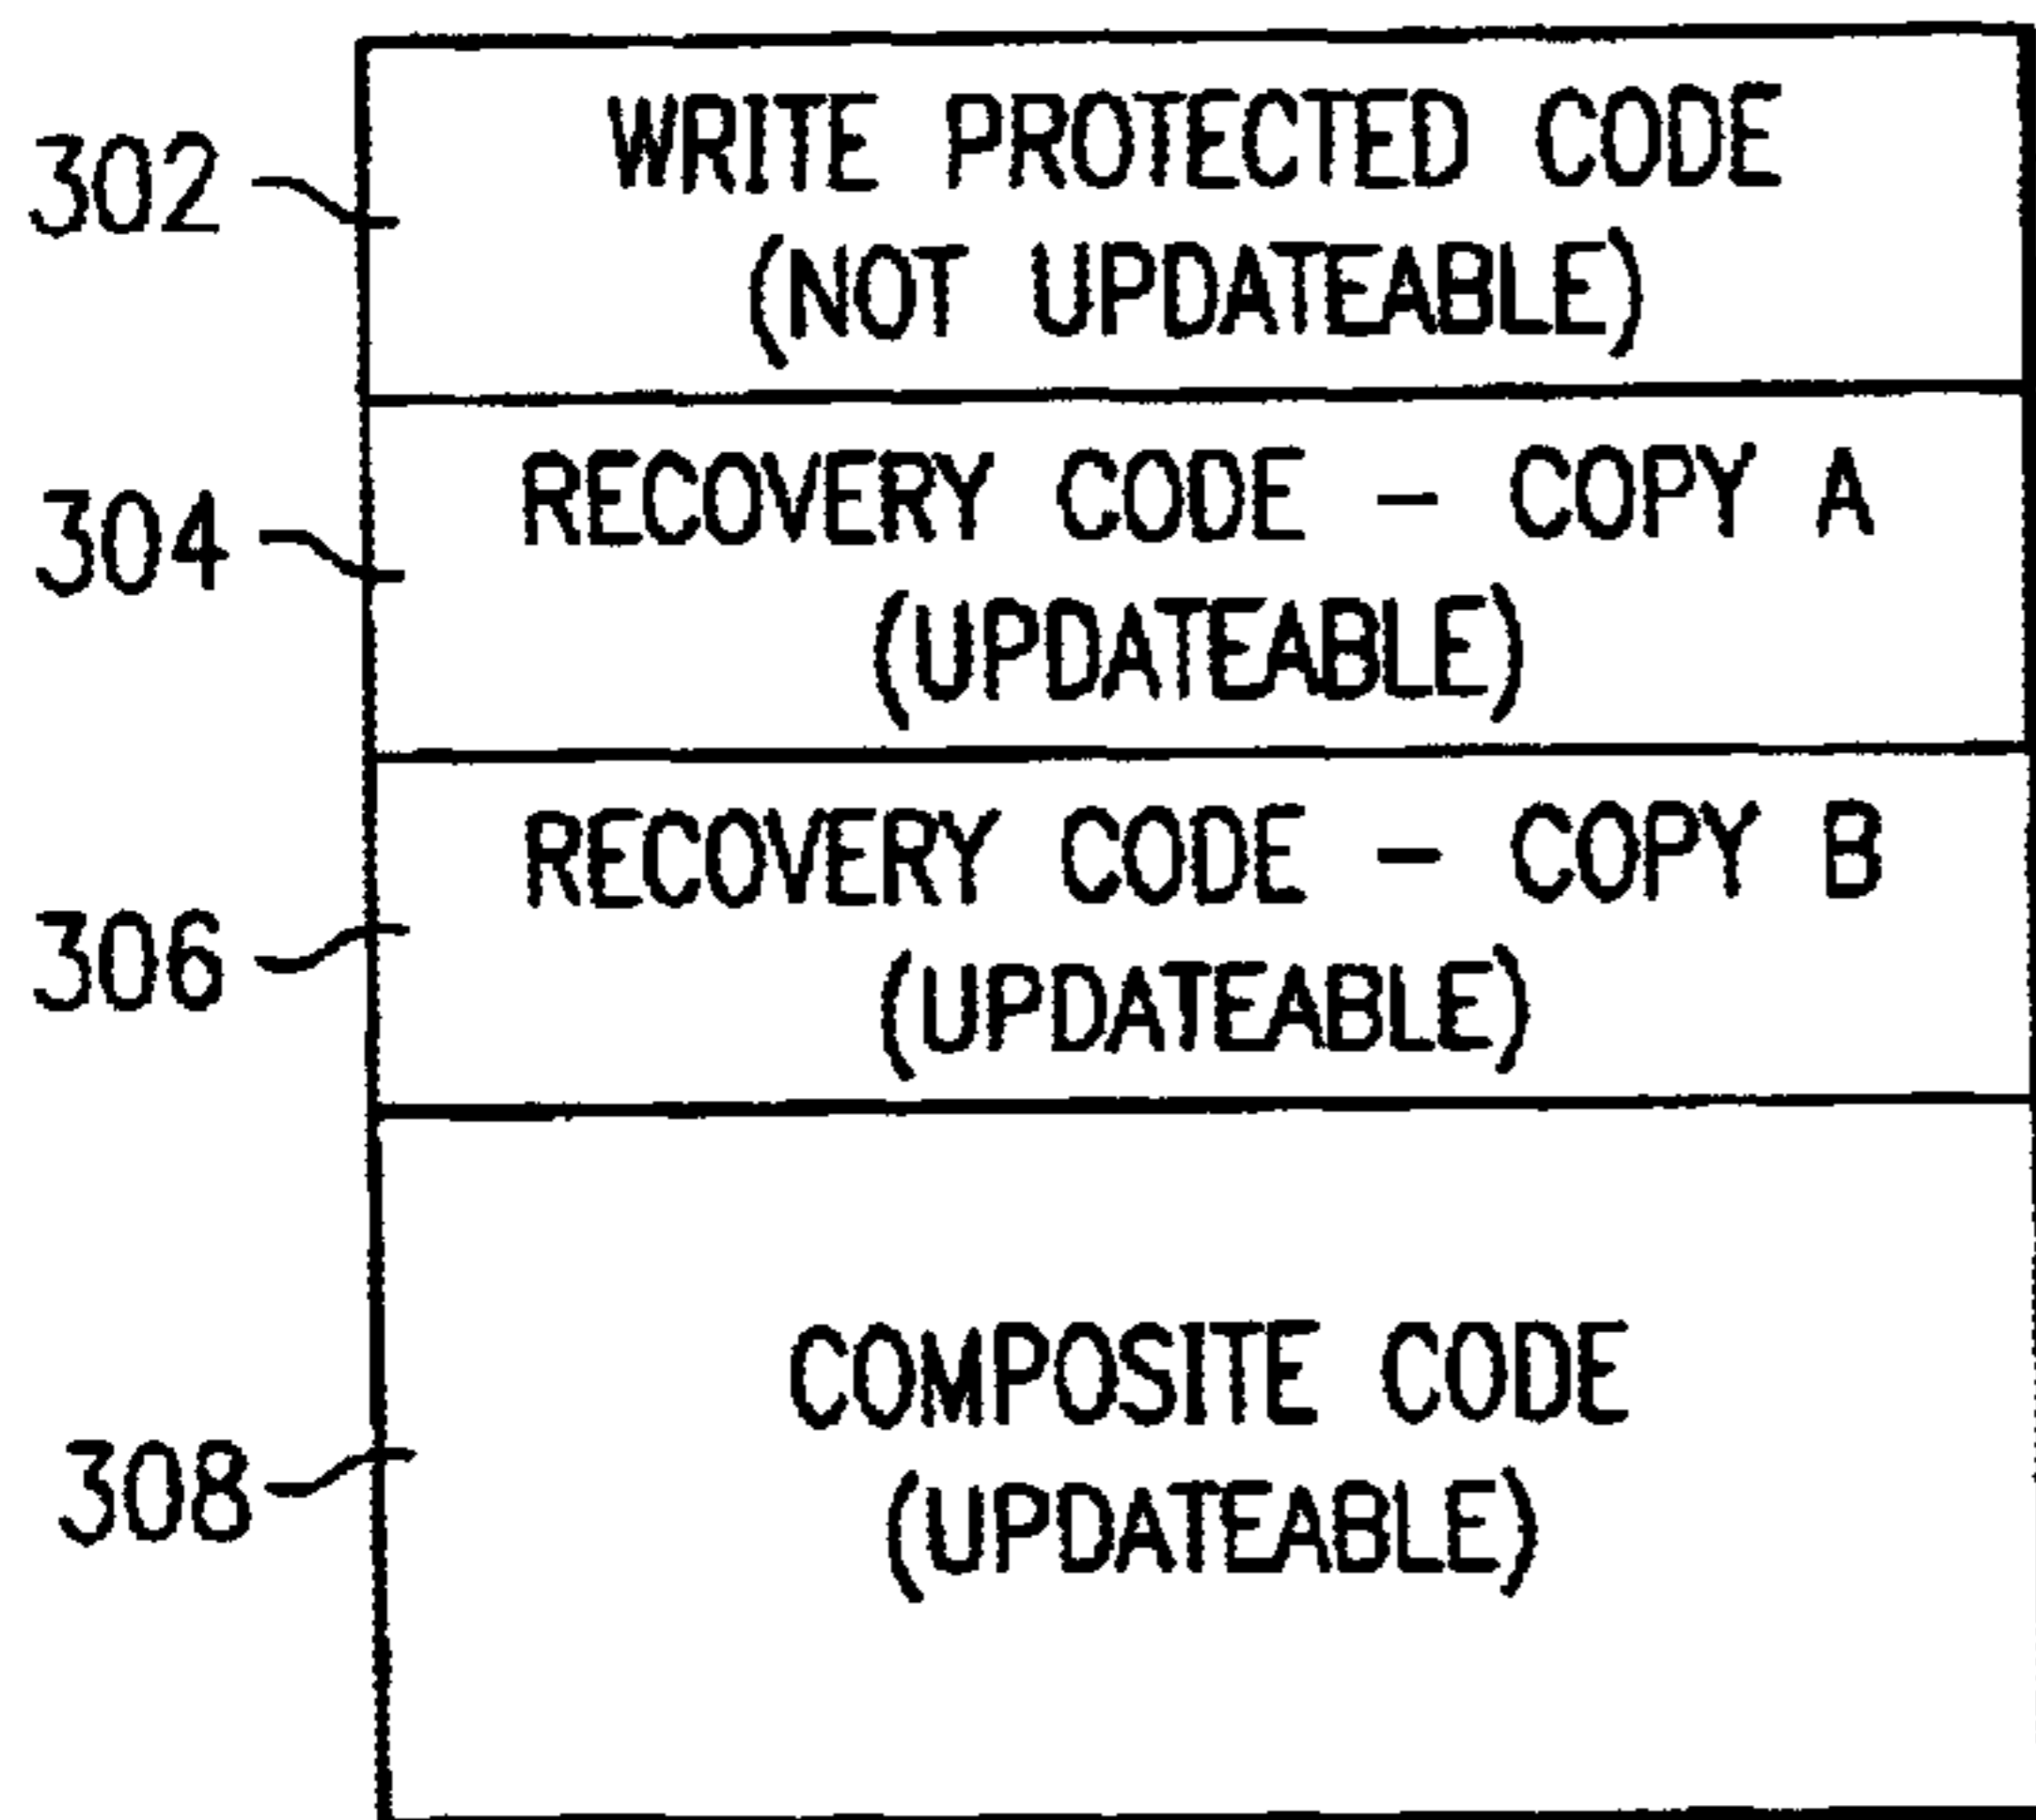 302
WRITE PROTECTED CODE
(NOT UPDATEABLE)
304
RECOVERY CODE - COPY A
(UPDATEABLE)
306
RECOVERY CODE - COPY B
(UPDATEABLE)
308
COMPOSITE CODE
(UPDATEABLE)